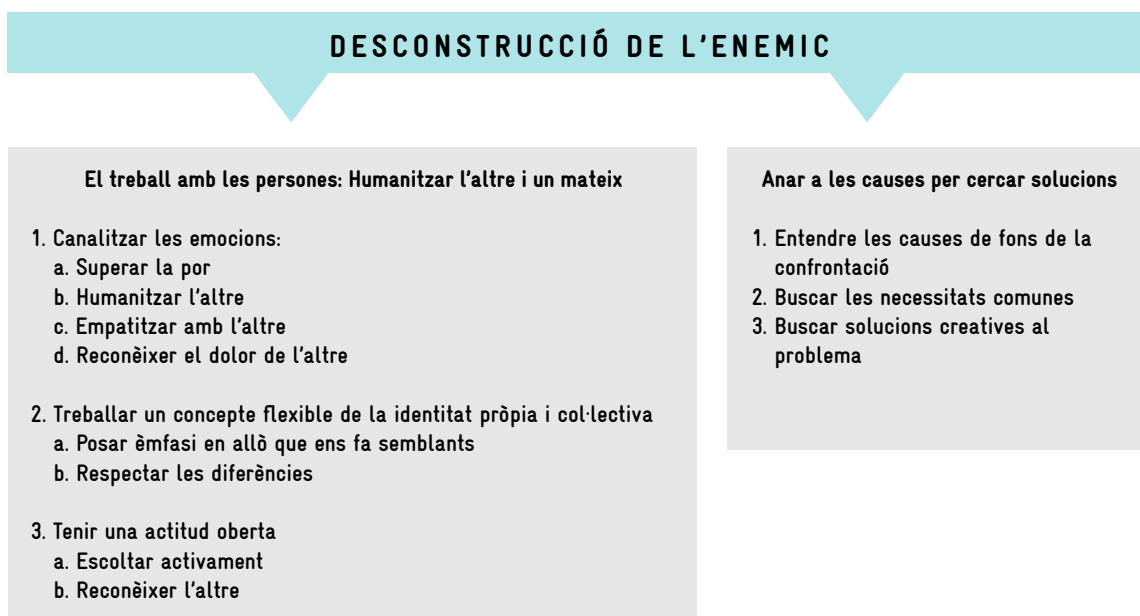 DESCONSTRUCCIÓ DE L'ENEMIC
El treball amb les persones: Humanitzar l'altre i un mateix
1. Canalitzar les emocions:
a. Superar la por
b. Humanitzar l'altre
c. Empatitzar amb l'altre
d. Reconèixer el dolor de l'altre
2. Treballar un concepte flexible de la identitat pròpia i col·lectiva
a. Posar èmfasi en allò que ens fa semblants
b. Respectar les diferències
3. Tenir una actitud oberta
a. Escoltar activament
b. Reconèixer l'altre
Anar a les causes per cercar solucions
1. Entendre les causes de fons de la
confrontació
2. Buscar les necessitats comunes
3. Buscar solucions creatives al
problema